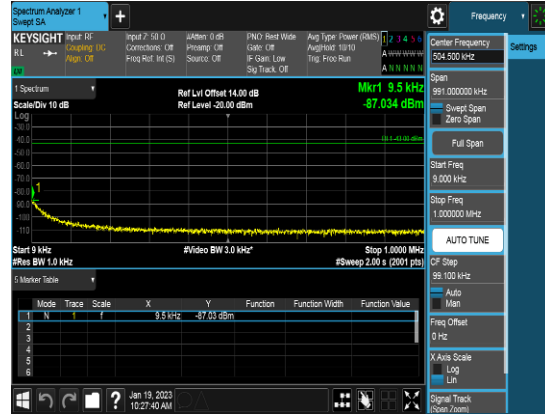 Spectrum Analyzer 1
Swept SA
+
Frequency
KEYSIGHT
RL
Input: RF
Coupling: DC
Align: Off
Input Z: 50 Ω
Corrections: Off
Freq Ref: Int (S)
#Atten: 0 dB
Preamp: Off
Source: Off
PNO: Best Wide
Gate: Off
IF Gain: Low
Sig Track: Off
Avg Type: Power (RMS)
Avg|Hold: 10/10
Trig: Free Run
1 2 3 4 5 6
A W W W W W
A N N N N N
1 Spectrum
Scale/Div 10 dB
Log
Ref Lvl Offset 14.00 dB
Ref Level -20.00 dBm
Mkr1 9.5 kHz
-87.034 dBm
-30.0
-40.0
-50.0
-60.0
-70.0
-80.0
-90.0
-100
-110
1
DL1 -43.00 dBm
Start 9 kHz
#Res BW 1.0 kHz
#Video BW 3.0 kHz*
Stop 1.0000 MHz
#Sweep 2.00 s (2001 pts)
5 Marker Table
Mode Trace Scale X Y Function Function Width Function Value
1 N 1 f 9.5 kHz -87.03 dBm
2
3
4
5
6
?
Jan 19, 2023
10:27:40 AM
Center Frequency
504.500 kHz
Settings
Span
991.000000 kHz
Swept Span
Zero Span
Full Span
Start Freq
9.000 kHz
Stop Freq
1.000000 MHz
AUTO TUNE
CF Step
99.100 kHz
Auto
Man
Freq Offset
0 Hz
X Axis Scale
Log
Lin
Signal Track
(Span Zoom)